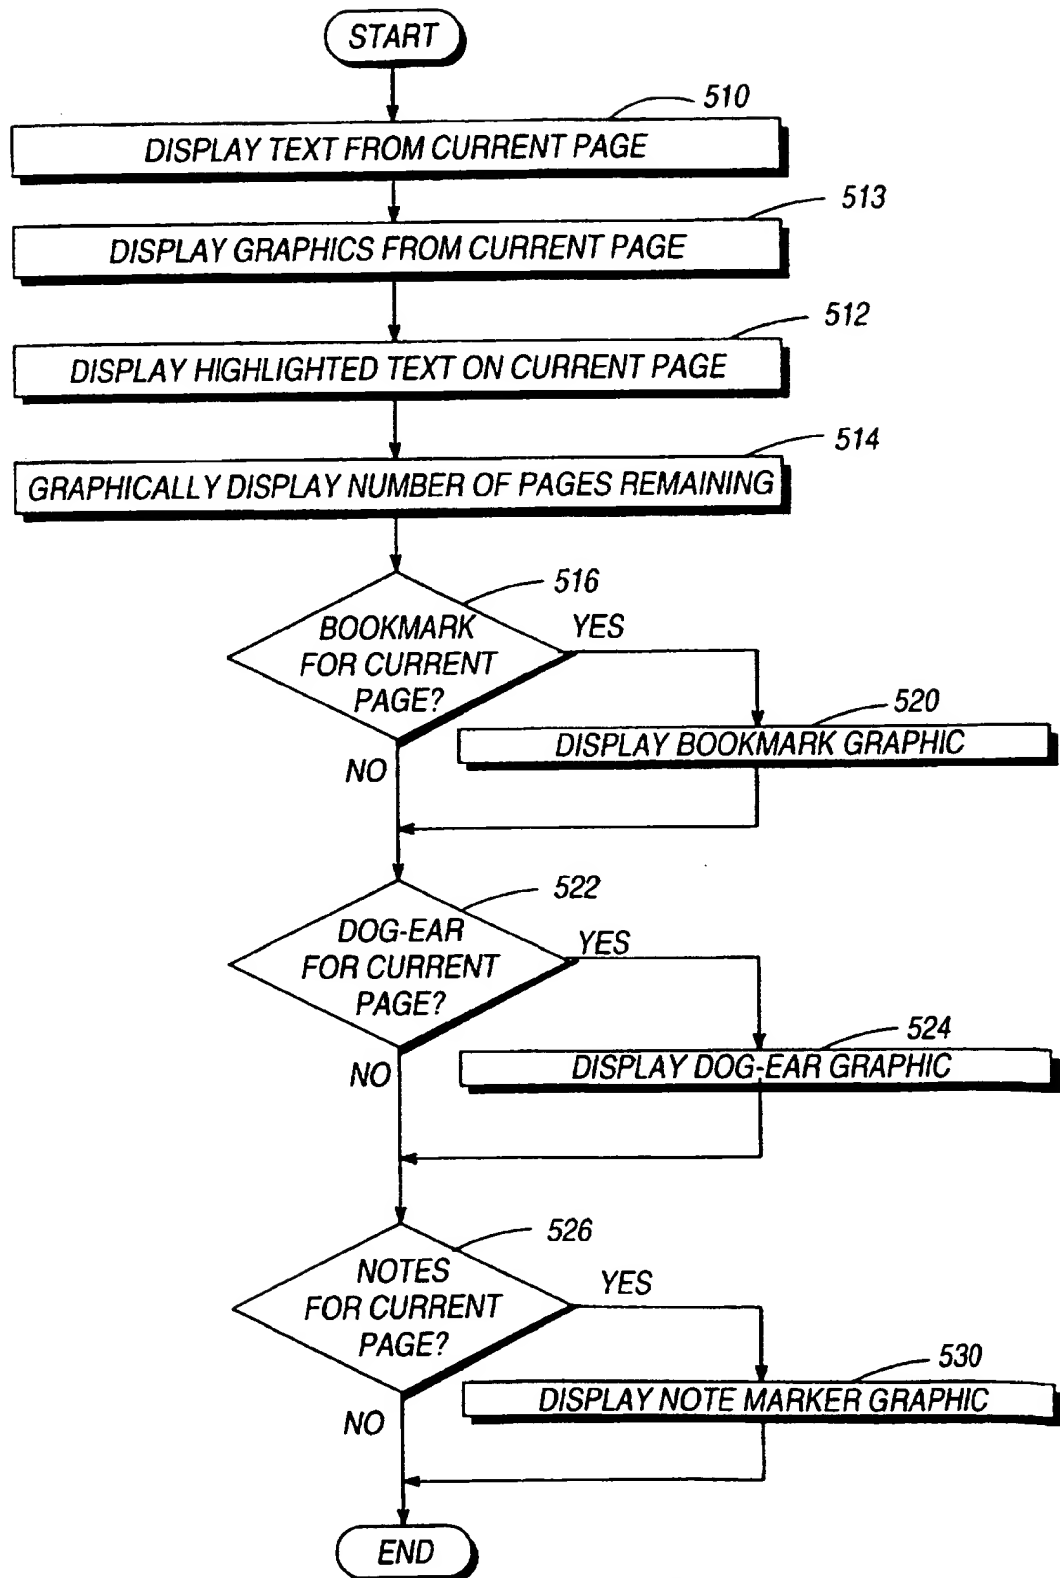 START
510
DISPLAY TEXT FROM CURRENT PAGE
513
DISPLAY GRAPHICS FROM CURRENT PAGE
512
DISPLAY HIGHLIGHTED TEXT ON CURRENT PAGE
514
GRAPHICALLY DISPLAY NUMBER OF PAGES REMAINING
516
BOOKMARK
FOR CURRENT
PAGE?
YES
520
DISPLAY BOOKMARK GRAPHIC
NO
522
DOG-EAR
FOR CURRENT
PAGE?
YES
524
DISPLAY DOG-EAR GRAPHIC
NO
526
NOTES
FOR CURRENT
PAGE?
YES
530
DISPLAY NOTE MARKER GRAPHIC
NO
END